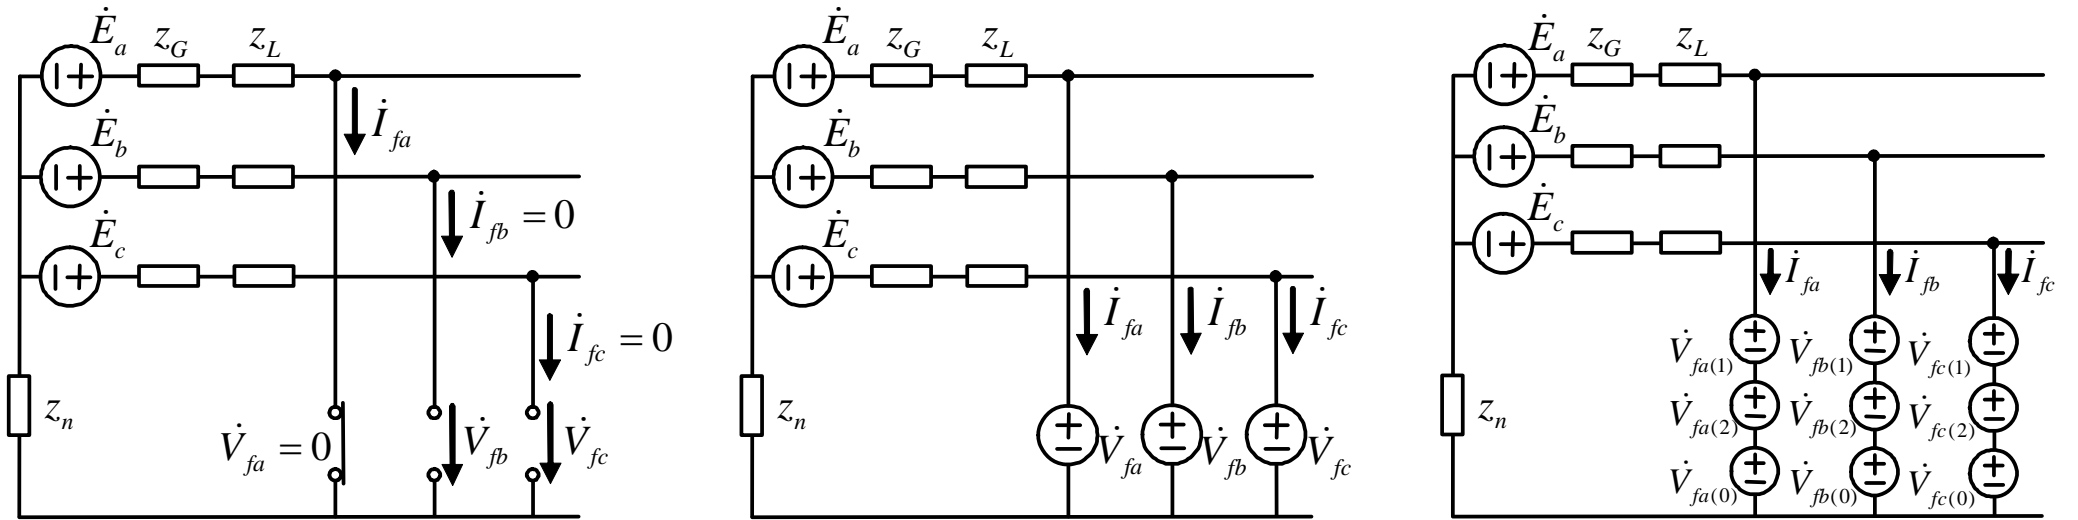 Ė_a z_G z_L
İ_fa
Ė_b
İ_fb = 0
Ė_c
İ_fc = 0
z_n
V̇_fa = 0 V̇_fb V̇_fc
Ė_a z_G z_L
Ė_b
Ė_c
İ_fa İ_fb İ_fc
z_n
V̇_fa V̇_fb V̇_fc
Ė_a z_G z_L
Ė_b
Ė_c
İ_fa İ_fb İ_fc
V̇_fa(1) V̇_fb(1) V̇_fc(1)
z_n
V̇_fa(2) V̇_fb(2) V̇_fc(2)
V̇_fa(0) V̇_fb(0) V̇_fc(0)